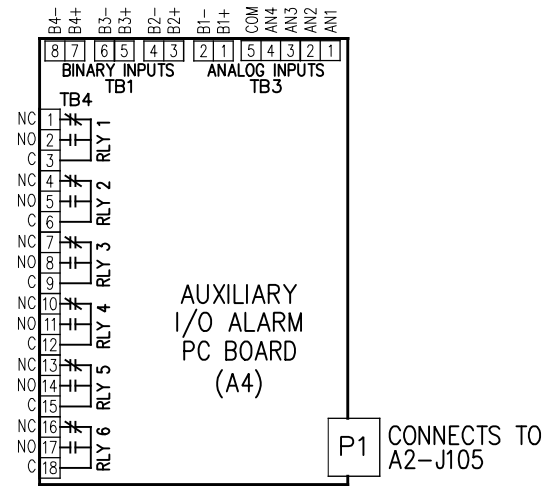 B4- B4+ B3- B3+ B2- B2+ B1- B1+ COM AN4 AN3 AN2 AN1
8 7 6 5 4 3 2 1 5 4 3 2 1
BINARY INPUTS ANALOG INPUTS
TB1 TB3
TB4
NC 1
NO 2 RLY 1
C 3
NC 4
NO 5 RLY 2
C 6
NC 7
NO 8 RLY 3
C 9
NC 10
NO 11 RLY 4
C 12
NC 13
NO 14 RLY 5
C 15
NC 16
NO 17 RLY 6
C 18
AUXILIARY
I/O ALARM
PC BOARD
(A4)
P1 CONNECTS TO
A2-J105